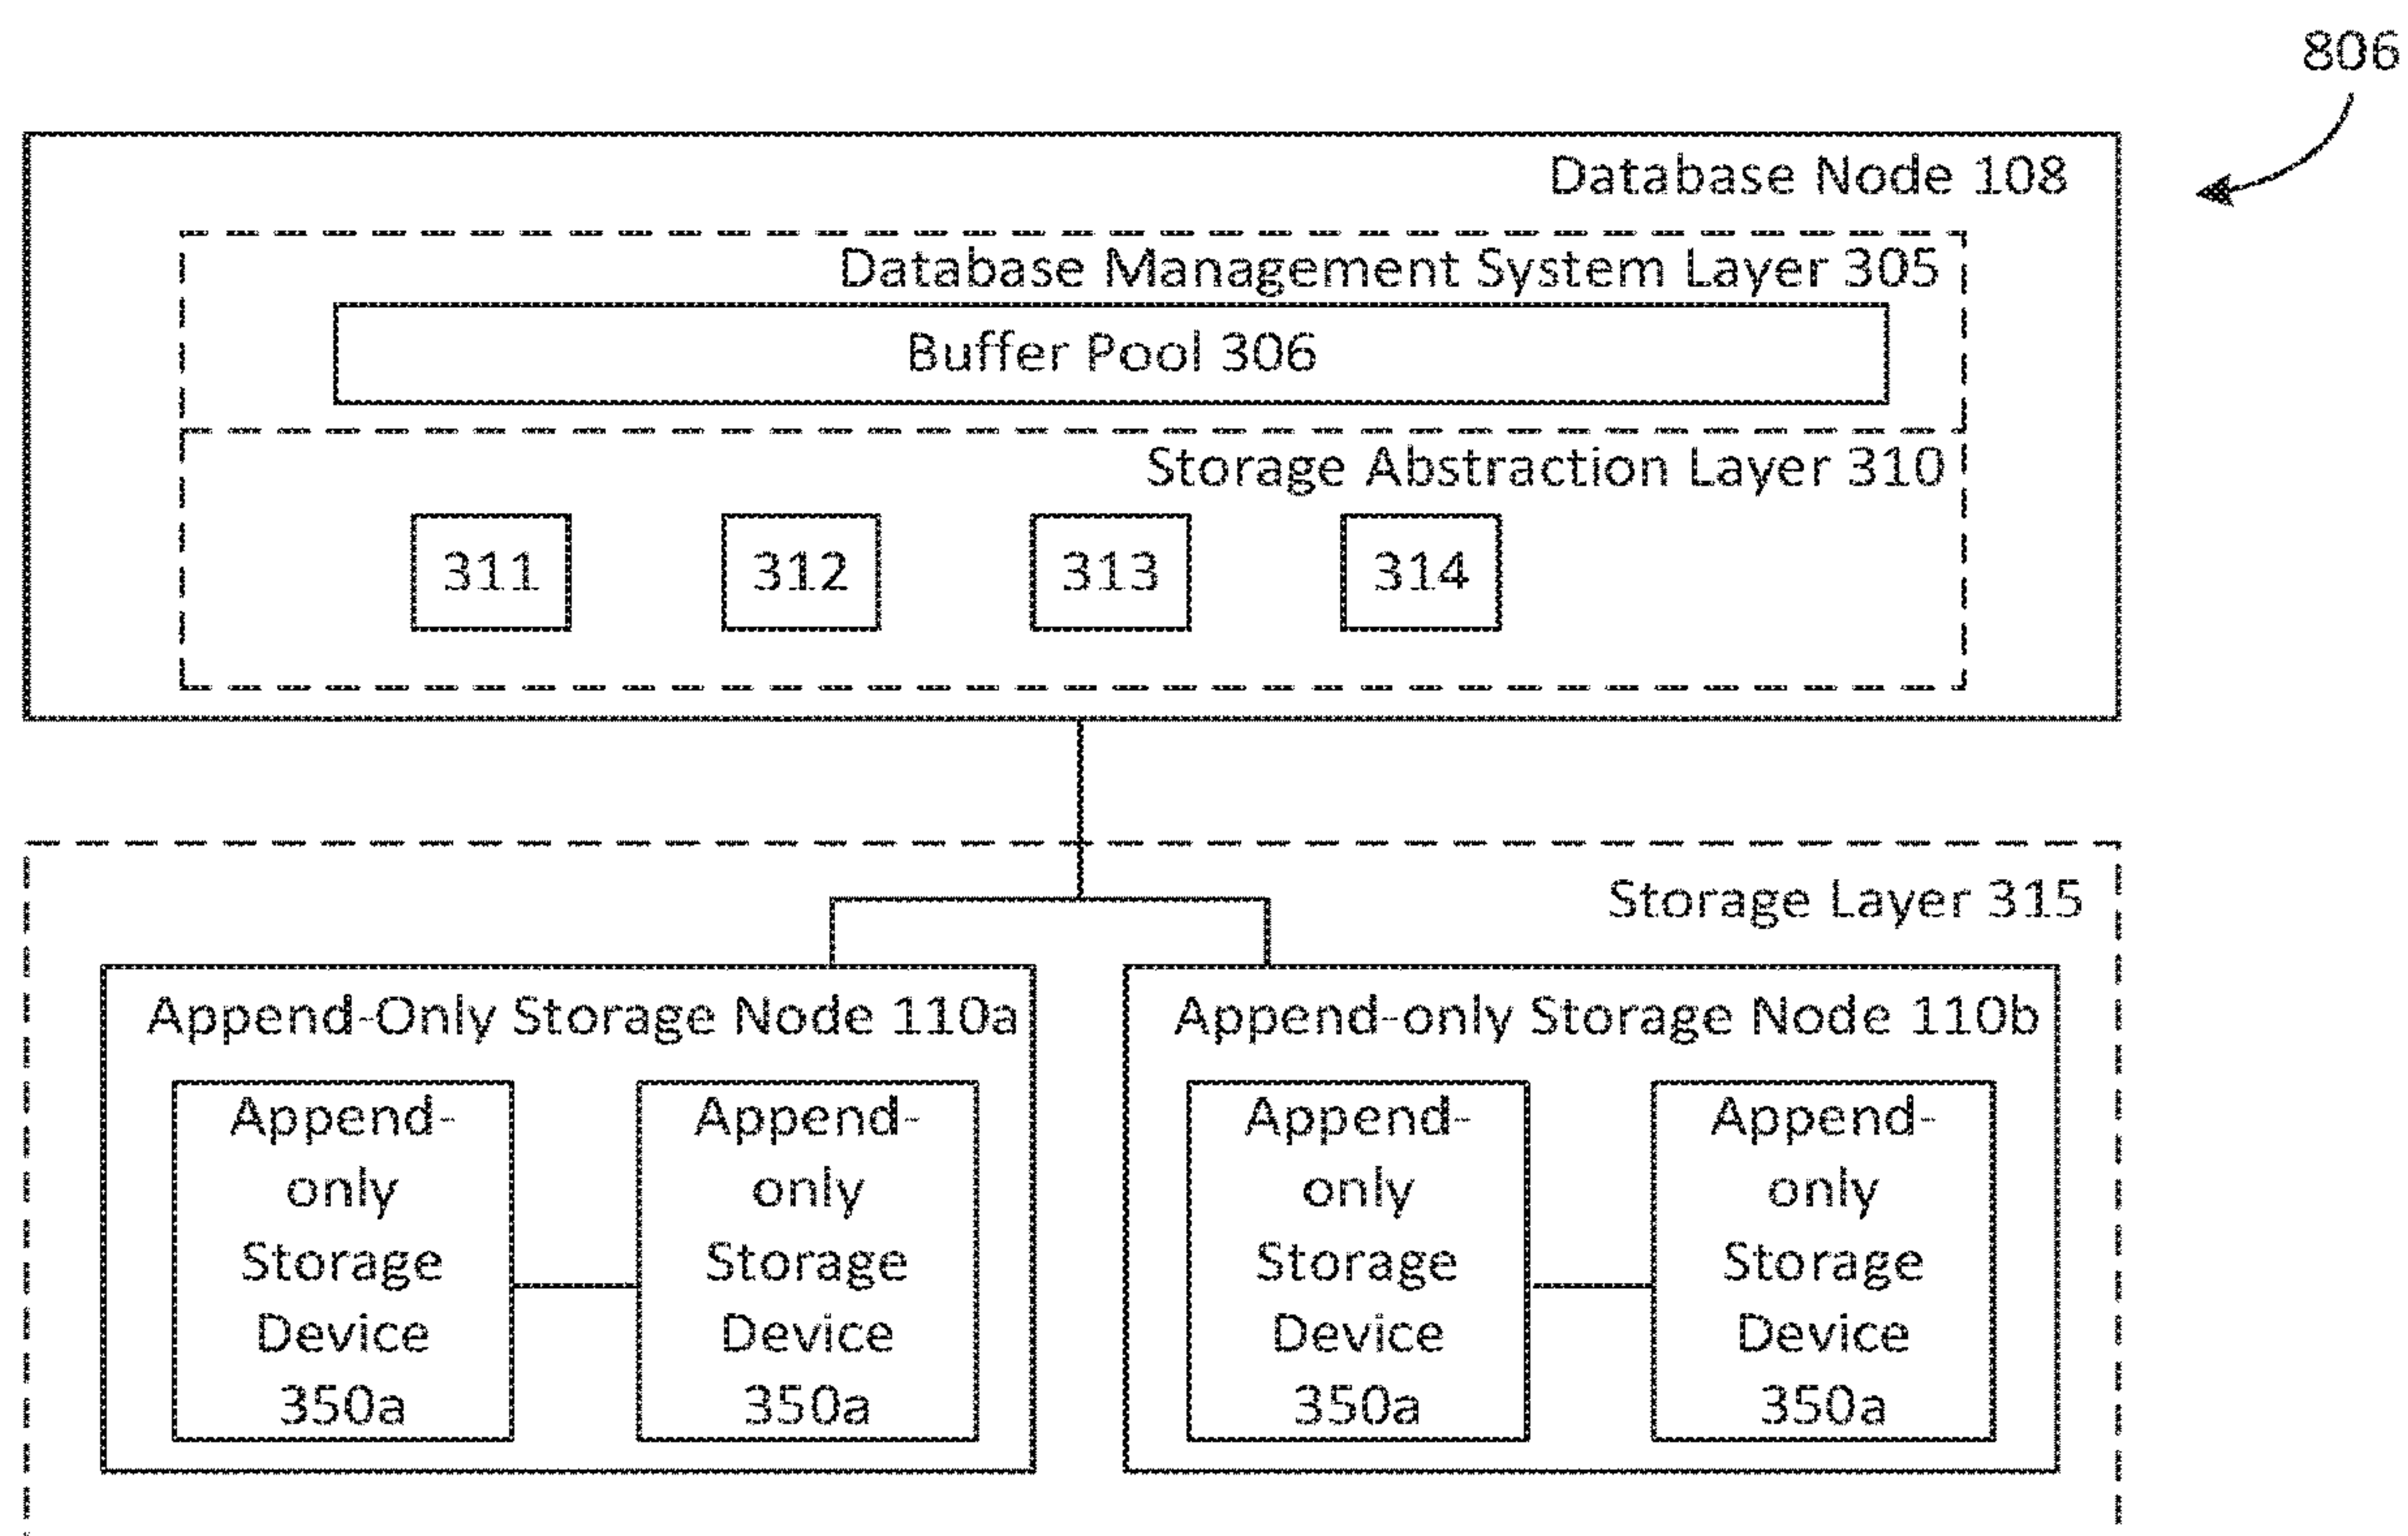 806
Database Node 108
Database Management System Layer 305
Buffer Pool 306
Storage Abstraction Layer 310
311
312
313
314
Storage Layer 315
Append-Only Storage Node 110a
Append-
only
Storage
Device
350a
Append-
only
Storage
Device
350a
Append-only Storage Node 110b
Append-
only
Storage
Device
350a
Append-
only
Storage
Device
350a